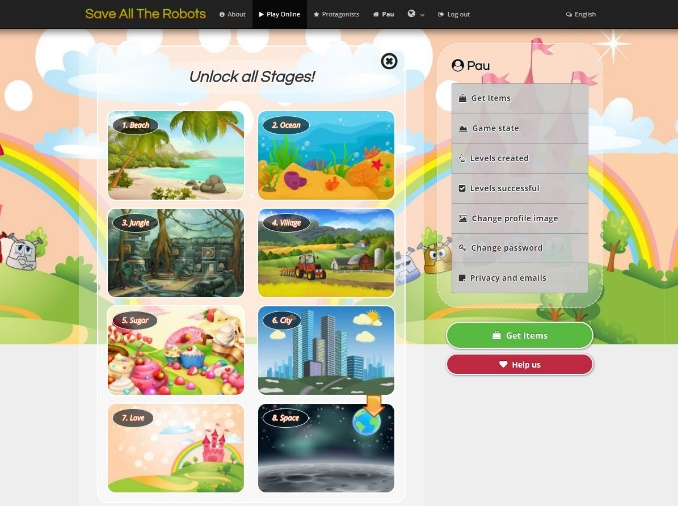 Save All The Robots About Play Online Protagonists Pau Log out English
Unlock all Stages!
1. Beach
2. Ocean
3. Jungle
4. Village
5. Sugar
6. City
7. Love
8. Space
Pau
Get Items
Game state
Levels created
Levels successful
Change profile image
Change password
Privacy and emails
Get Items
Help us